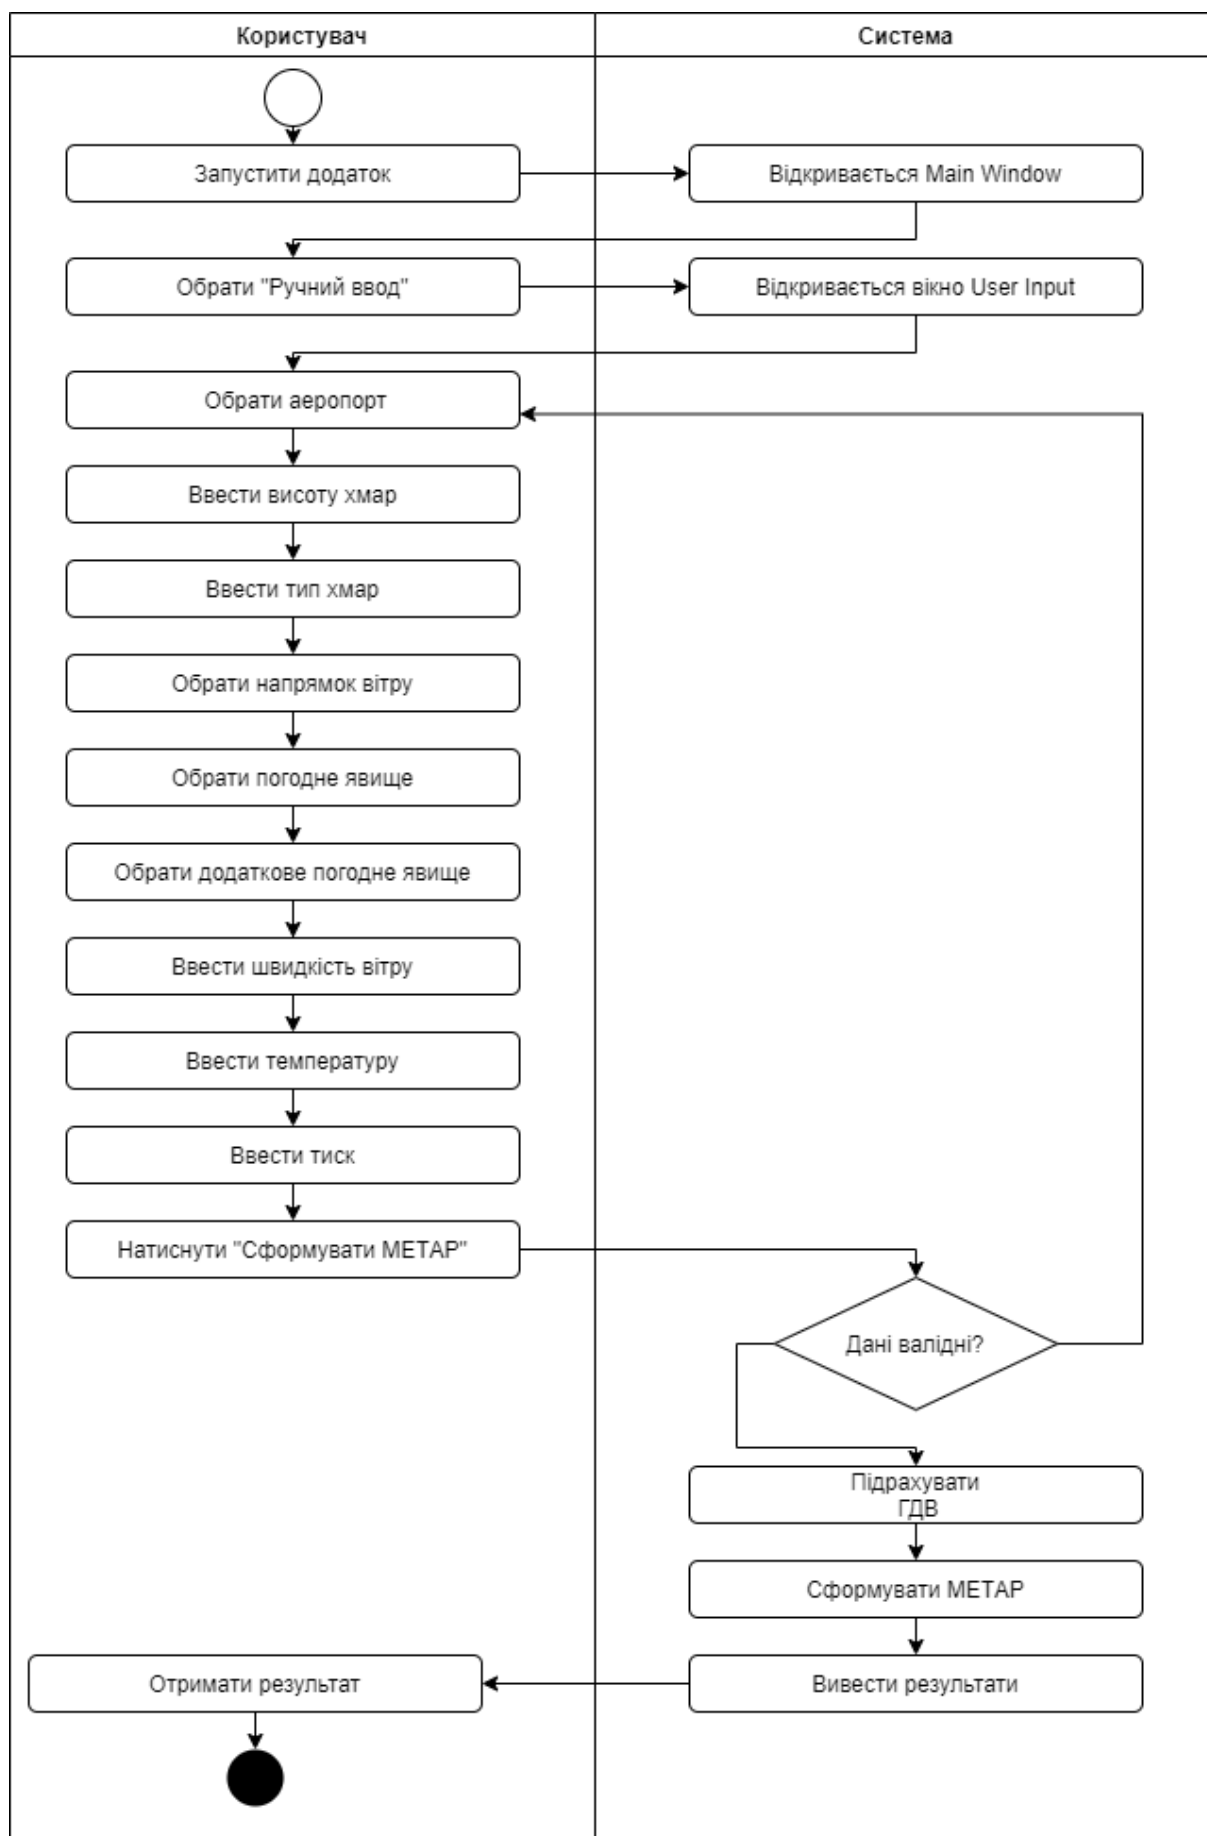 Користувач
Система
Запустити додаток
Відкривається Main Window
Обрати "Ручний ввод"
Відкривається вікно User Input
Обрати аеропорт
Ввести висоту хмар
Ввести тип хмар
Обрати напрямок вітру
Обрати погодне явище
Обрати додаткове погодне явище
Ввести швидкість вітру
Ввести температуру
Ввести тиск
Натиснути "Сформувати МЕТАР"
Дані валідні?
Підрахувати
ГДВ
Сформувати МЕТАР
Вивести результати
Отримати результат